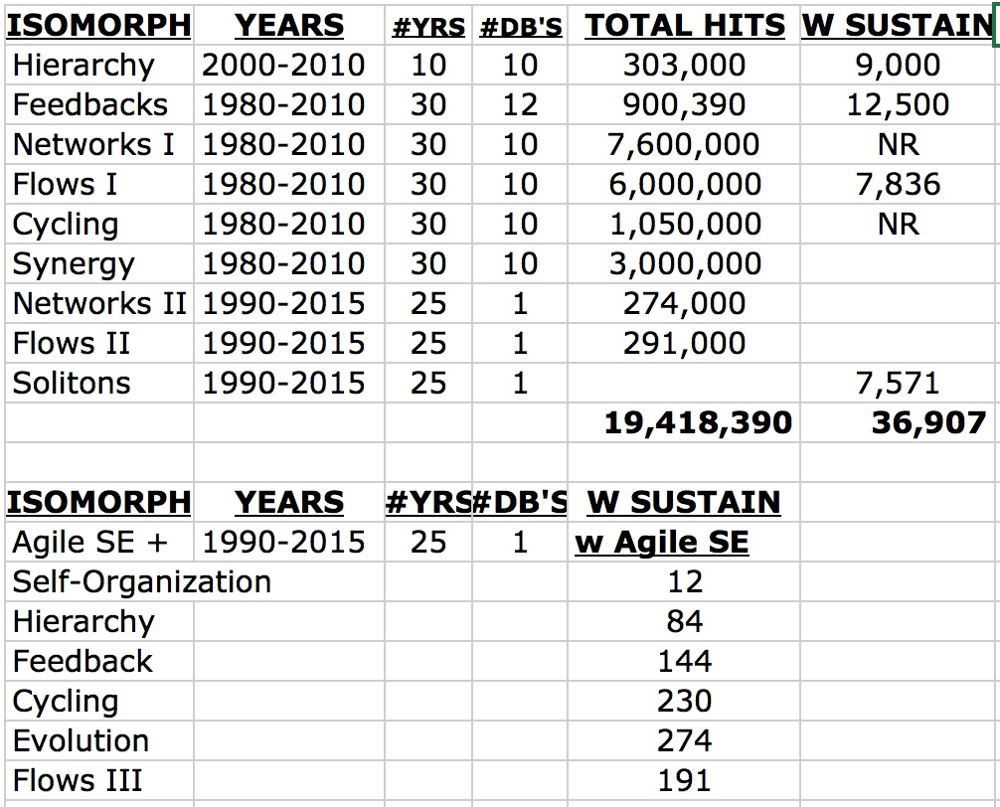 ISOMORPH YEARS #YRS #DB'S TOTAL HITS W SUSTAIN
Hierarchy 2000-2010 10 10 303,000 9,000
Feedbacks 1980-2010 30 12 900,390 12,500
Networks I 1980-2010 30 10 7,600,000 NR
Flows I 1980-2010 30 10 6,000,000 7,836
Cycling 1980-2010 30 10 1,050,000 NR
Synergy 1980-2010 30 10 3,000,000
Networks II 1990-2015 25 1 274,000
Flows II 1990-2015 25 1 291,000
Solitons 1990-2015 25 1 7,571
19,418,390 36,907
ISOMORPH YEARS #YRS #DB'S W SUSTAIN
Agile SE + 1990-2015 25 1 w Agile SE
Self-Organization 12
Hierarchy 84
Feedback 144
Cycling 230
Evolution 274
Flows III 191